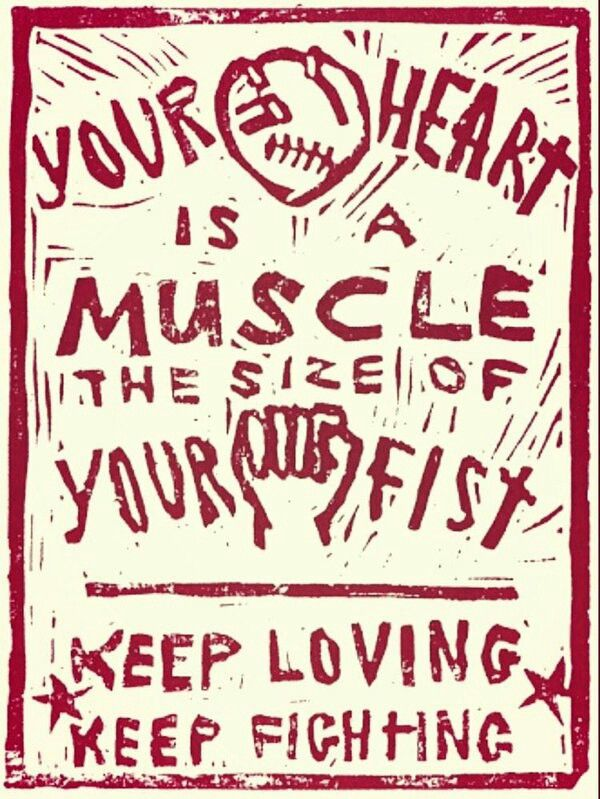 YOUR HEART
IS A
MUSCLE
THE SIZE OF
YOUR FIST
KEEP LOVING
KEEP FIGHTING